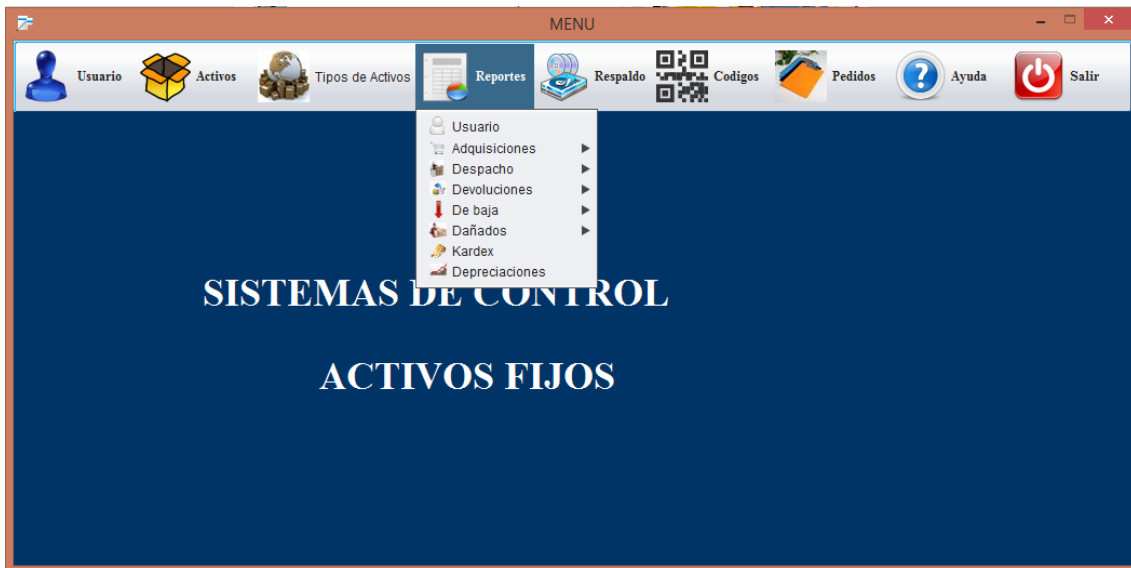 MENU
Usuario Activos Tipos de Activos Reportes Respaldo Codigos Pedidos Ayuda Salir
Usuario
Adquisiciones
Despacho
Devoluciones
De baja
Dañados
Kardex
Depreciaciones
SISTEMAS DE CONTROL
ACTIVOS FIJOS